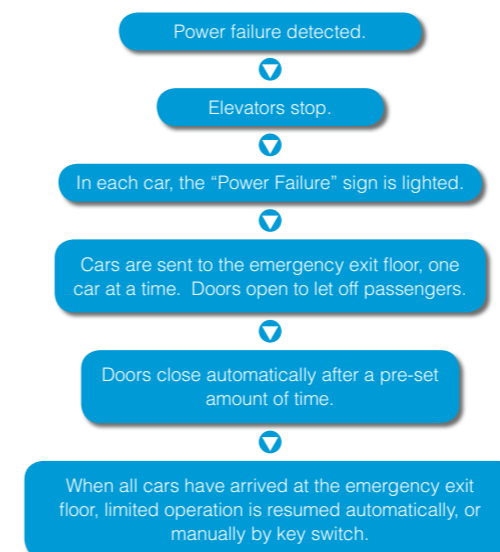 Power failure detected.
Elevators stop.
In each car, the “Power Failure” sign is lighted.
Cars are sent to the emergency exit floor, one
car at a time.  Doors open to let off passengers.
Doors close automatically after a pre-set
amount of time.
When all cars have arrived at the emergency exit
floor, limited operation is resumed automatically, or
manually by key switch.